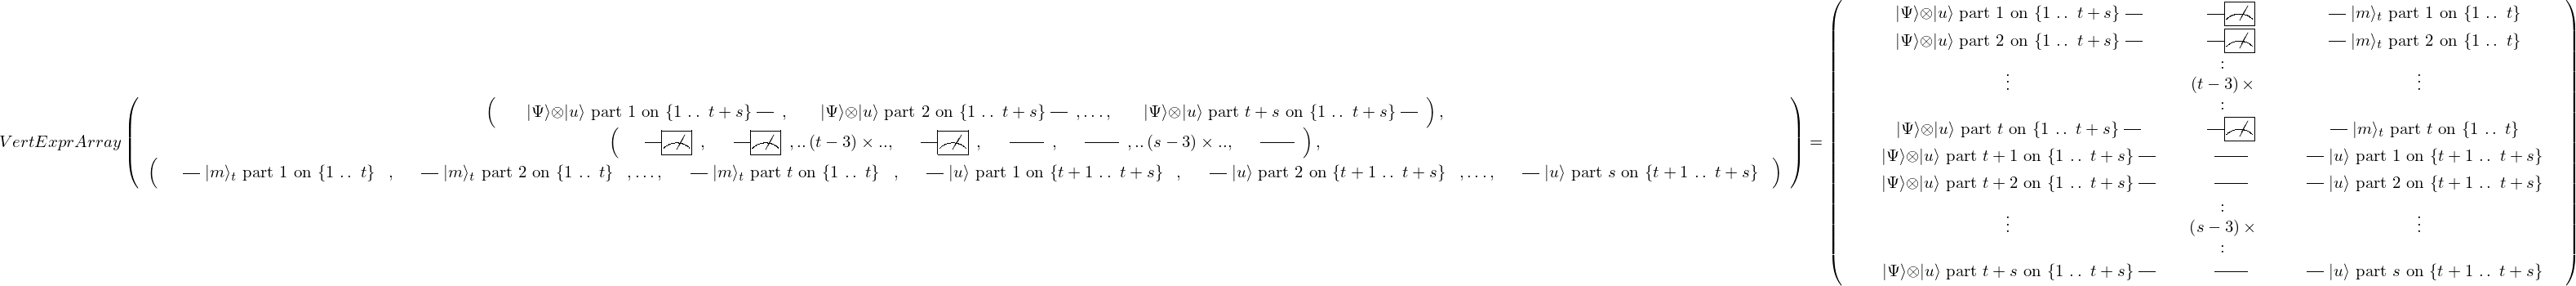 VertExprArray ( ( |Ψ⟩⊗|u⟩ part 1 on {1 .. t+s} — , |Ψ⟩⊗|u⟩ part 2 on {1 .. t+s} — ,..., |Ψ⟩⊗|u⟩ part t+s on {1 .. t+s} — ),
( , ,..(t−3)×.., , —— , —— ,..(s−3)×.., —— ),
( — |m⟩ₜ part 1 on {1 .. t} , — |m⟩ₜ part 2 on {1 .. t} ,..., — |m⟩ₜ part t on {1 .. t} , — |u⟩ part 1 on {t+1 .. t+s} , — |u⟩ part 2 on {t+1 .. t+s} ,..., — |u⟩ part s on {t+1 .. t+s} ) ) =
( |Ψ⟩⊗|u⟩ part 1 on {1 .. t+s} — — |m⟩ₜ part 1 on {1 .. t}
|Ψ⟩⊗|u⟩ part 2 on {1 .. t+s} — — |m⟩ₜ part 2 on {1 .. t}
:
⋮ (t−3)× ⋮
:
|Ψ⟩⊗|u⟩ part t on {1 .. t+s} — — |m⟩ₜ part t on {1 .. t}
|Ψ⟩⊗|u⟩ part t+1 on {1 .. t+s} — —— — |u⟩ part 1 on {t+1 .. t+s}
|Ψ⟩⊗|u⟩ part t+2 on {1 .. t+s} — —— — |u⟩ part 2 on {t+1 .. t+s}
:
⋮ (s−3)× ⋮
:
|Ψ⟩⊗|u⟩ part t+s on {1 .. t+s} — —— — |u⟩ part s on {t+1 .. t+s} )